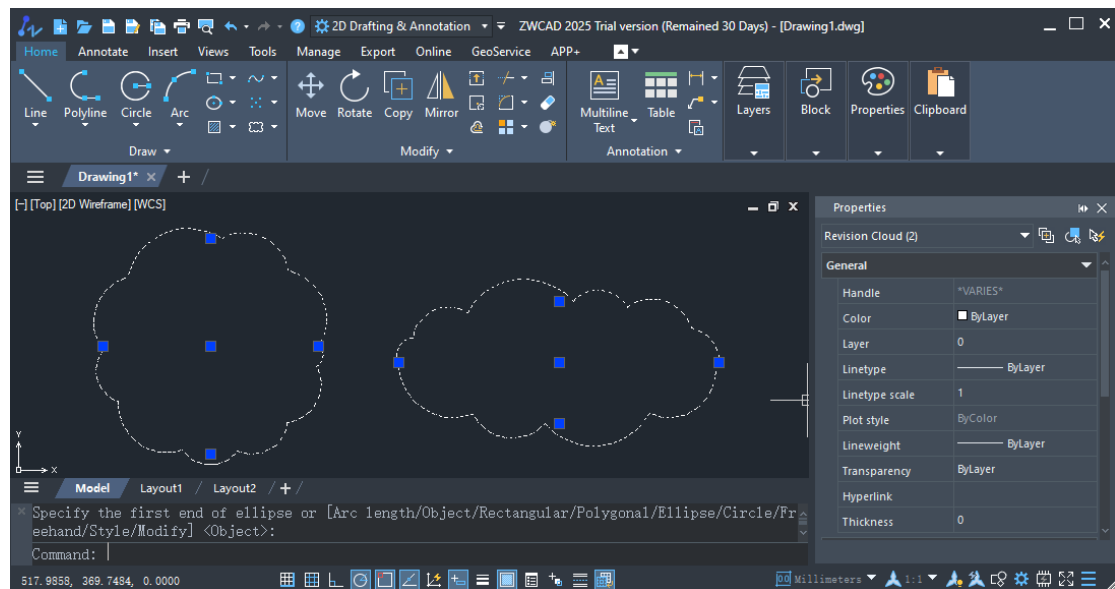 2D Drafting & Annotation ZWCAD 2025 Trial version (Remained 30 Days) - [Drawing1.dwg]
Home Annotate Insert Views Tools Manage Export Online GeoService APP+
Line Polyline Circle Arc Move Rotate Copy Mirror Multiline Text Table Layers Block Properties Clipboard
Draw Modify Annotation
Drawing1*
[-] [Top] [2D Wireframe] [WCS]
Properties
Revision Cloud (2)
General
Handle *VARIES*
Color ByLayer
Layer 0
Linetype ByLayer
Linetype scale 1
Plot style ByColor
Lineweight ByLayer
Transparency ByLayer
Hyperlink
Thickness 0
Y
X
Model Layout1 Layout2
Specify the first end of ellipse or [Arc length/Object/Rectangular/Polygonal/Ellipse/Circle/Fr
eehand/Style/Modify] <Object>:
Command:
517.9858, 369.7484, 0.0000 Millimeters 1:1